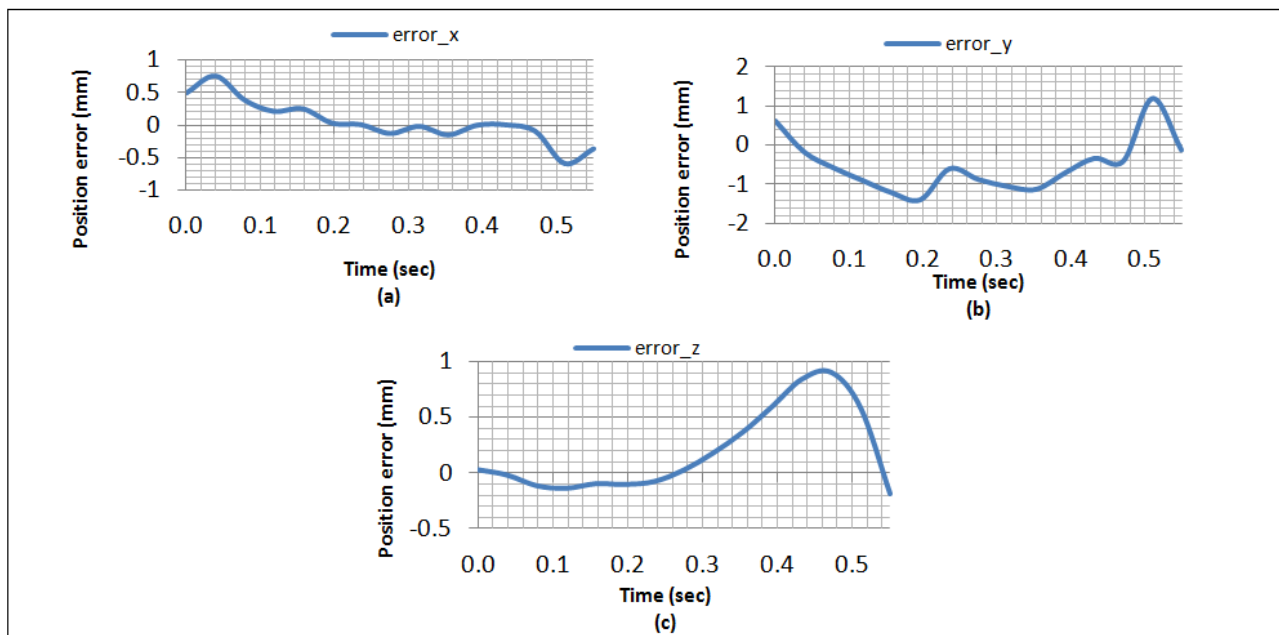 error_x
Position error (mm)
1
0.5
0
-0.5
-1
0.0 0.1 0.2 0.3 0.4 0.5
Time (sec)
(a)
error_y
Position error (mm)
2
1
0
-1
-2
0.0 0.1 0.2 0.3 0.4 0.5
Time (sec)
(b)
error_z
Position error (mm)
1
0.5
0
-0.5
0.0 0.1 0.2 0.3 0.4 0.5
Time (sec)
(c)